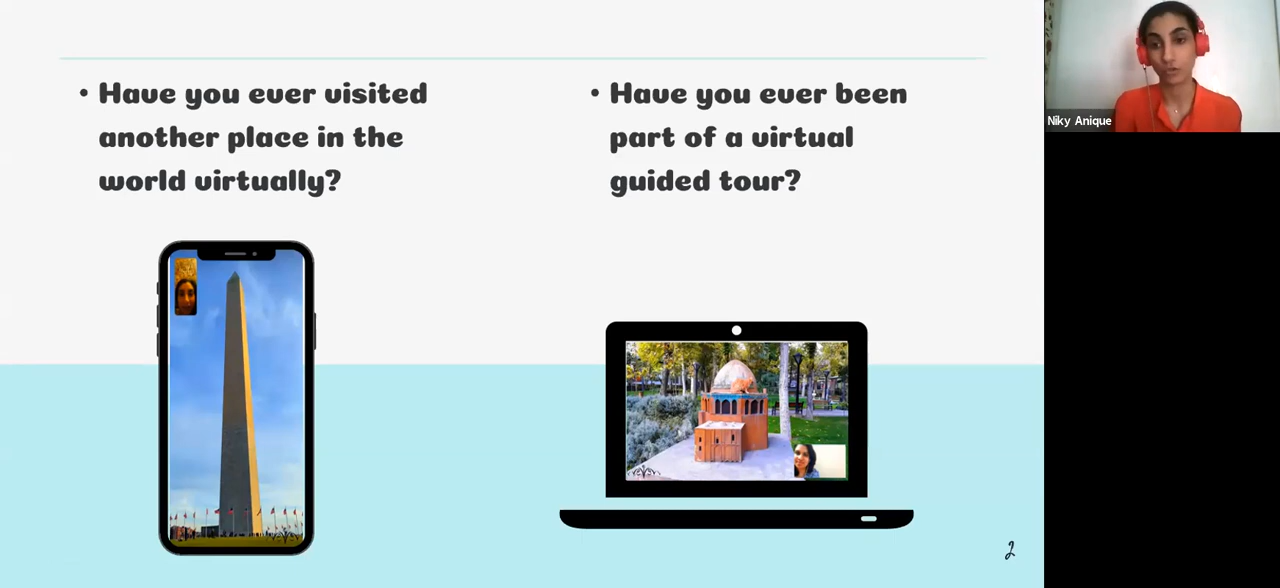 • Have you ever visited
another place in the
world virtually?
• Have you ever been
part of a virtual
guided tour?
Niky Anique
2